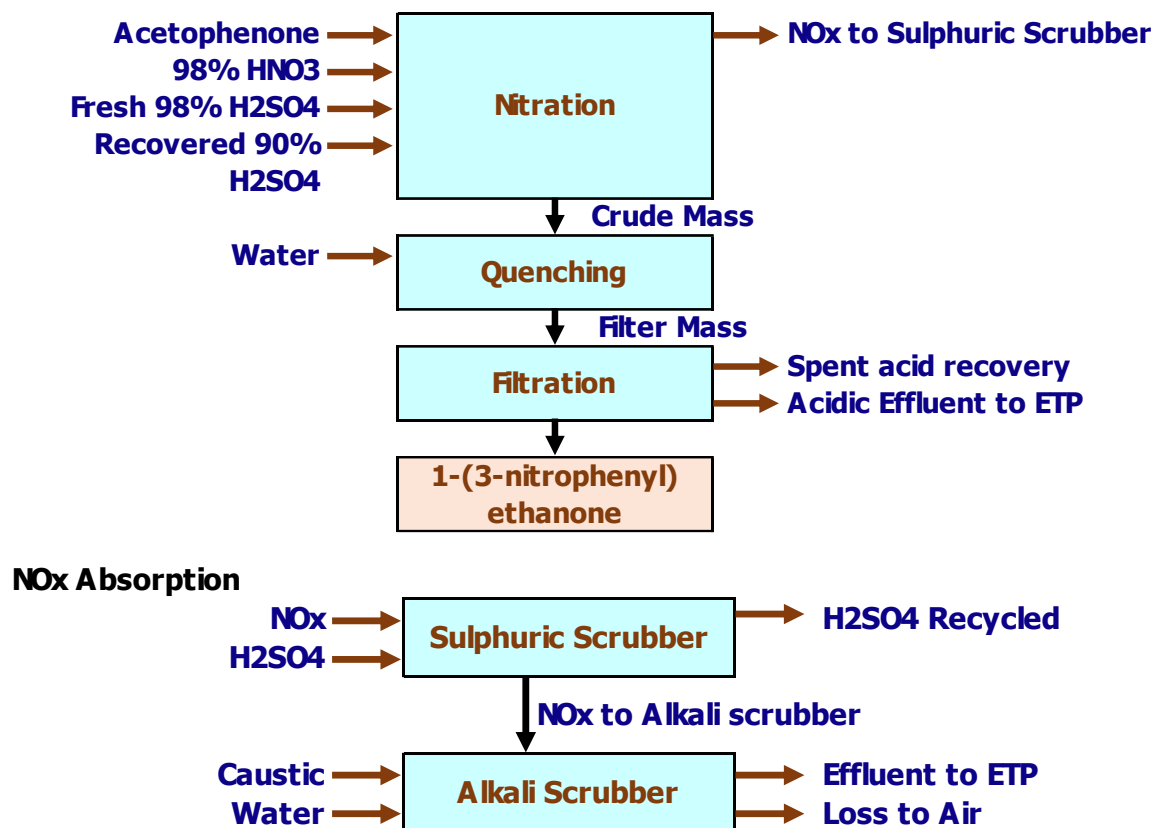 Acetophenone
NOx to Sulphuric Scrubber
98% HNO3
Nitration
Fresh 98% H2SO4
Recovered 90%
H2SO4
Crude Mass
Water
Quenching
Filter Mass
Filtration
Spent acid recovery
Acidic Effluent to ETP
1-(3-nitrophenyl)
ethanone
NOx Absorption
NOx
H2SO4
Sulphuric Scrubber
H2SO4 Recycled
NOx to Alkali scrubber
Caustic
Water
Alkali Scrubber
Effluent to ETP
Loss to Air